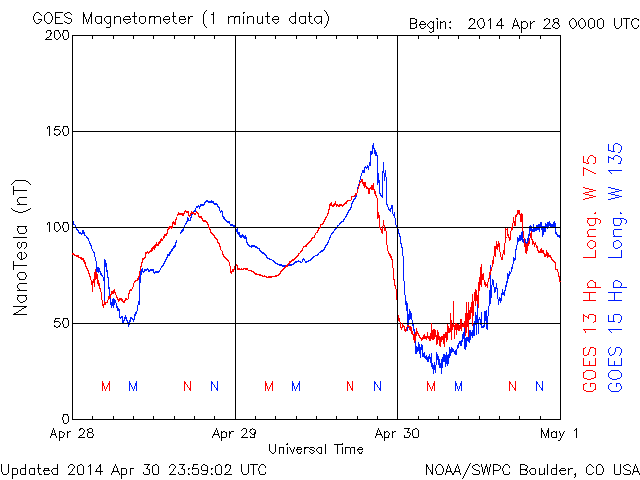 GOES Magnetometer (1 minute data)
Begin: 2014 Apr 28 0000 UTC
200
150
100
50
0
NanoTesla (nT)
M M N N M M N N M M N N
Apr 28 Apr 29 Apr 30 May 1
Universal Time
GOES 13 Hp Long. W 75
GOES 15 Hp Long. W 135
Updated 2014 Apr 30 23:59:02 UTC
NOAA/SWPC Boulder, CO USA